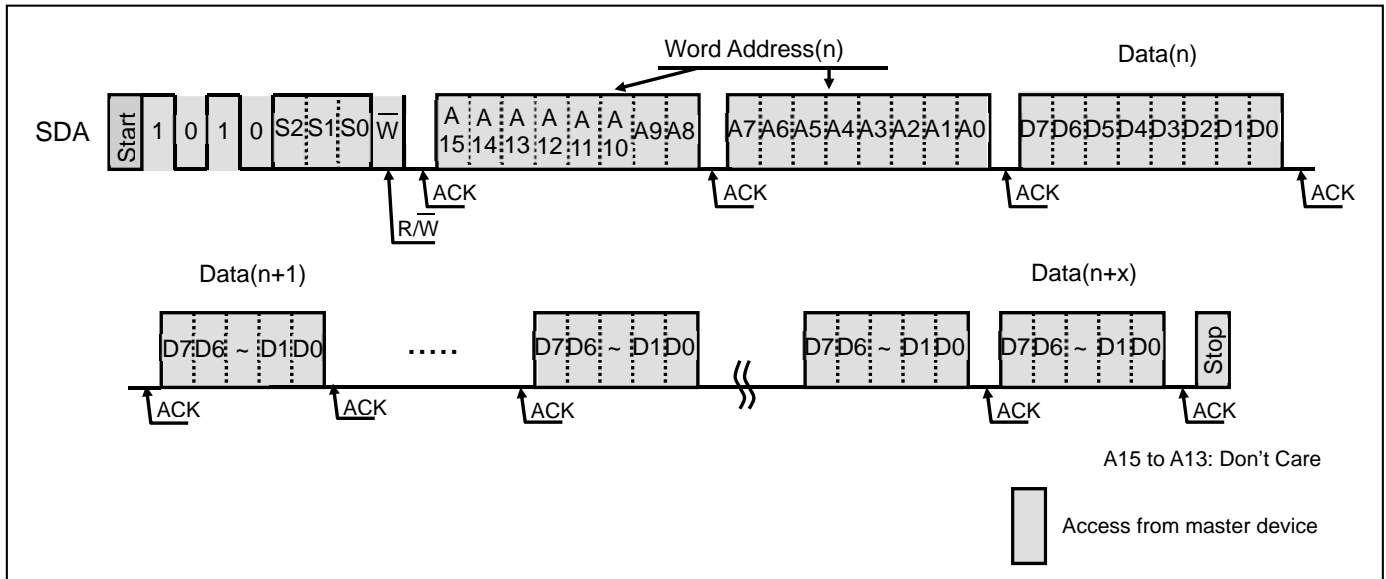 Word Address(n)
Data(n)
SDA Start 1 0 1 0 S2 S1 S0 W A15 A14 A13 A12 A11 A10 A9 A8 A7 A6 A5 A4 A3 A2 A1 A0 D7 D6 D5 D4 D3 D2 D1 D0
ACK ACK ACK ACK
R/W
Data(n+1) Data(n+x)
D7 D6 ~ D1 D0 ..... D7 D6 ~ D1 D0 D7 D6 ~ D1 D0 D7 D6 ~ D1 D0 Stop
ACK ACK ACK ACK ACK
A15 to A13: Don't Care
Access from master device